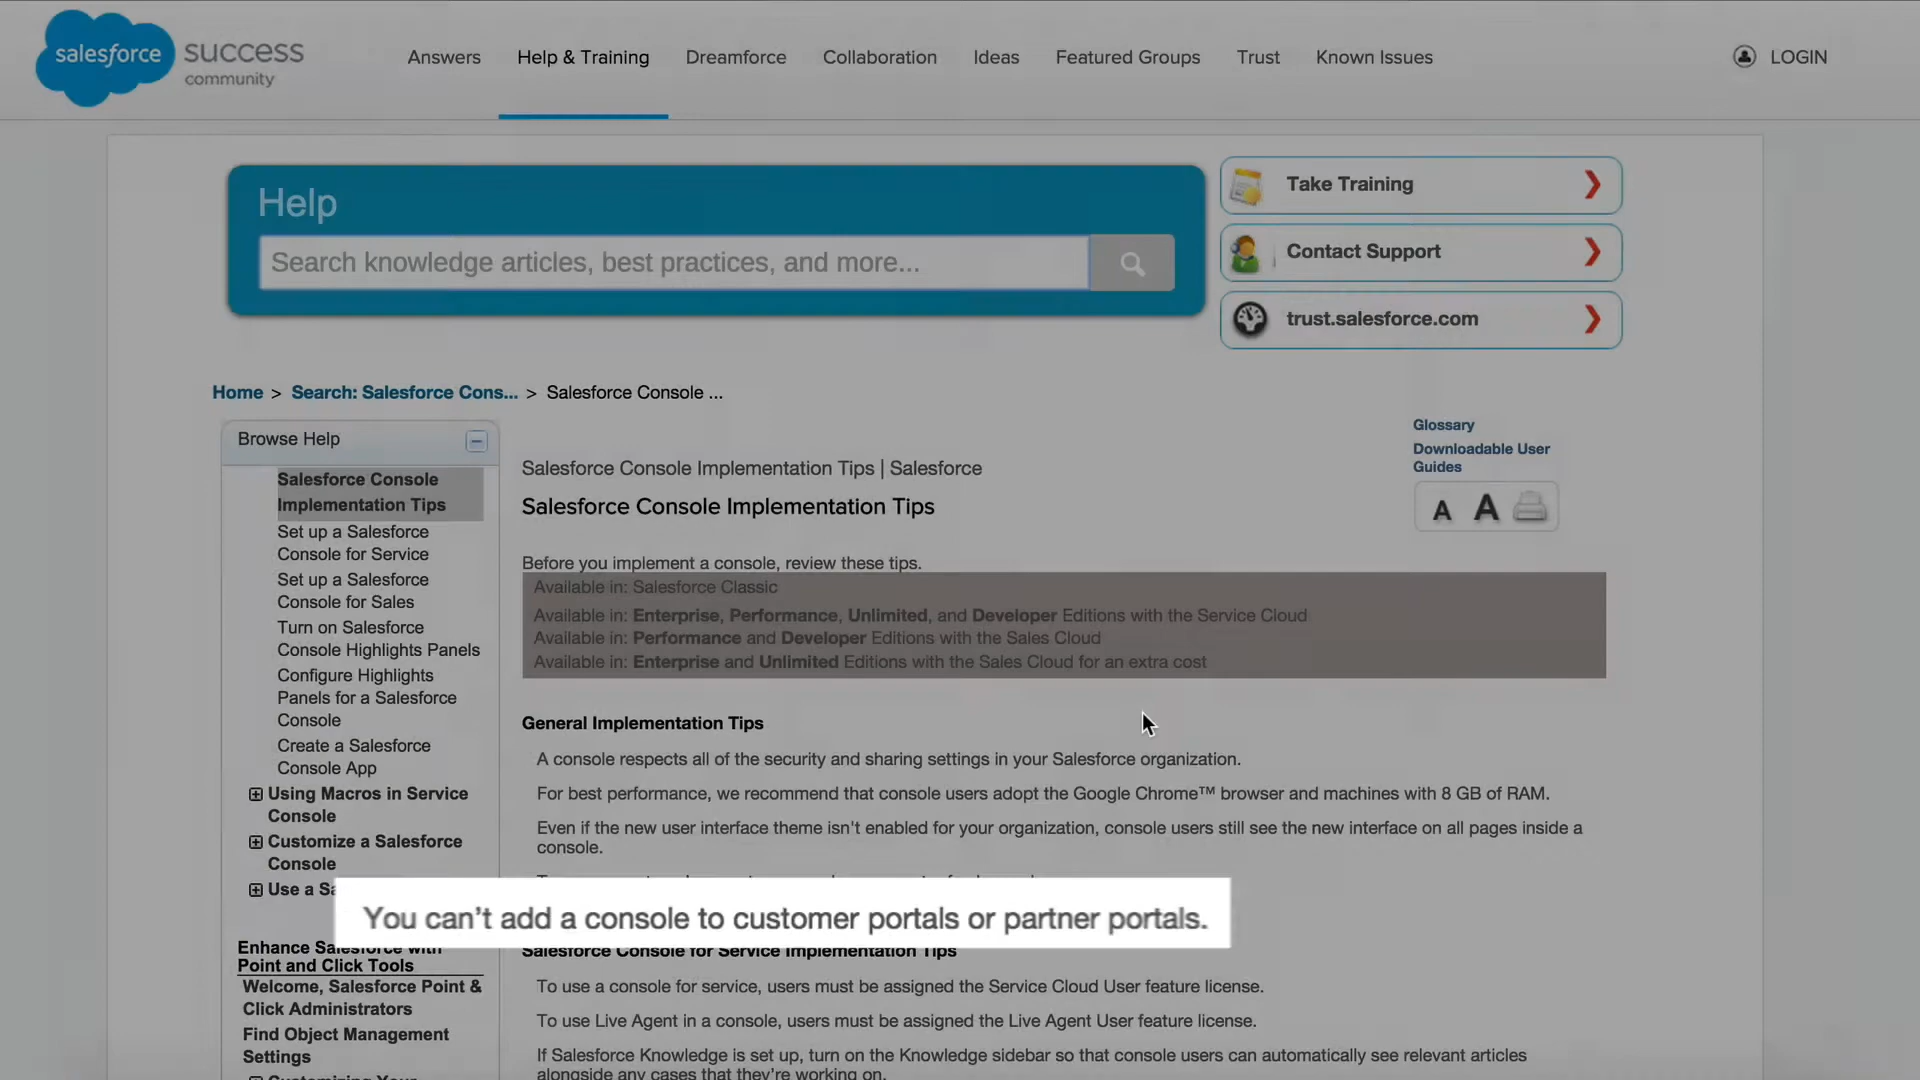 salesforce
success
community
Answers
Help & Training
Dreamforce
Collaboration
Ideas
Featured Groups
Trust
Known Issues
LOGIN
Help
Search knowledge articles, best practices, and more...
Take Training
Contact Support
trust.salesforce.com
Home > Search: Salesforce Cons... > Salesforce Console ...
Browse Help
Salesforce Console
Implementation Tips
Set up a Salesforce
Console for Service
Set up a Salesforce
Console for Sales
Turn on Salesforce
Console Highlights Panels
Configure Highlights
Panels for a Salesforce
Console
Create a Salesforce
Console App
Using Macros in Service
Console
Customize a Salesforce
Console
Use a
Enhance Salesforce with
Point and Click Tools
Welcome, Salesforce Point &
Click Administrators
Find Object Management
Settings
Customizing Your
Glossary
Downloadable User
Guides
A A
Salesforce Console Implementation Tips | Salesforce
Salesforce Console Implementation Tips
Before you implement a console, review these tips.
Available in: Salesforce Classic
Available in: Enterprise, Performance, Unlimited, and Developer Editions with the Service Cloud
Available in: Performance and Developer Editions with the Sales Cloud
Available in: Enterprise and Unlimited Editions with the Sales Cloud for an extra cost
General Implementation Tips
A console respects all of the security and sharing settings in your Salesforce organization.
For best performance, we recommend that console users adopt the Google Chrome™ browser and machines with 8 GB of RAM.
Even if the new user interface theme isn't enabled for your organization, console users still see the new interface on all pages inside a
console.
You can't add a console to customer portals or partner portals.
Salesforce Console for Service Implementation Tips
To use a console for service, users must be assigned the Service Cloud User feature license.
To use Live Agent in a console, users must be assigned the Live Agent User feature license.
If Salesforce Knowledge is set up, turn on the Knowledge sidebar so that console users can automatically see relevant articles
alongside any cases that they're working on.